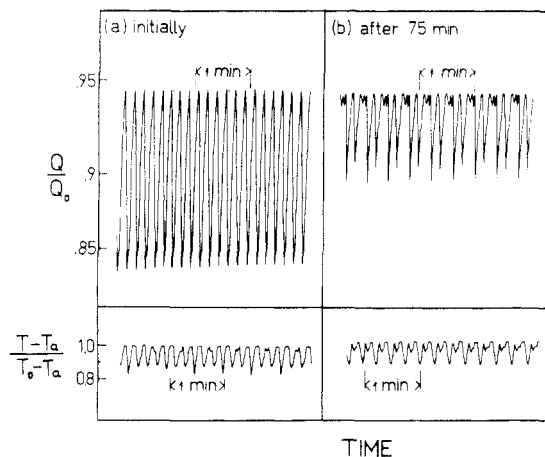 (a) initially
(b) after 75 min
.95
.9
.85
Q
Q₀
K 1 min >
K 1 min >
T-Ta
T₀-Ta
1.0
0.8
K 1 min >
K 1 min >
TIME